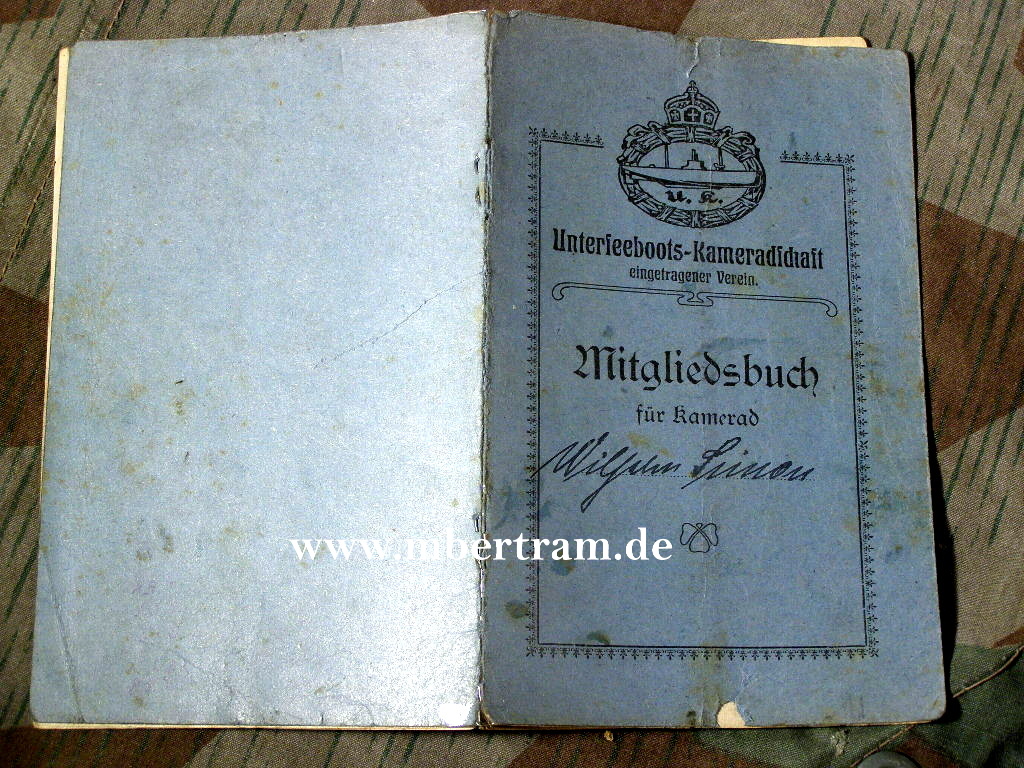 U. K.
Unterseeboots-Kameradschaft
eingetragener Verein.
Mitgliedsbuch
für Kamerad
Wilhelm Simon
www.mbertram.de